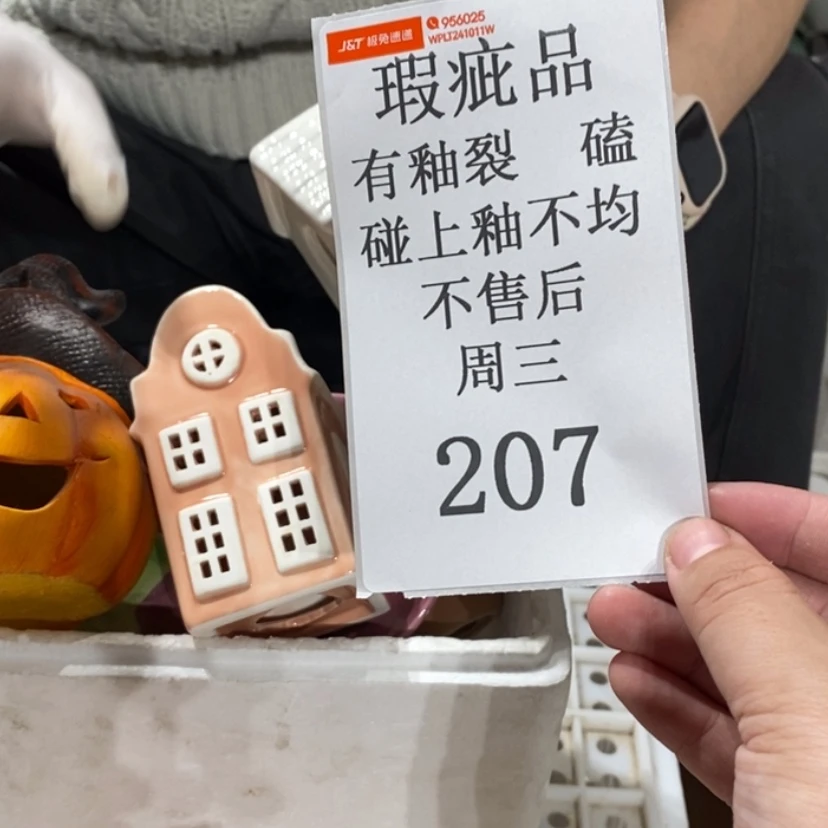 J&T 极兔速递
956025
WPLT241011W
瑕疵品
有釉裂 磕
碰上釉不均
不售后
周三
207